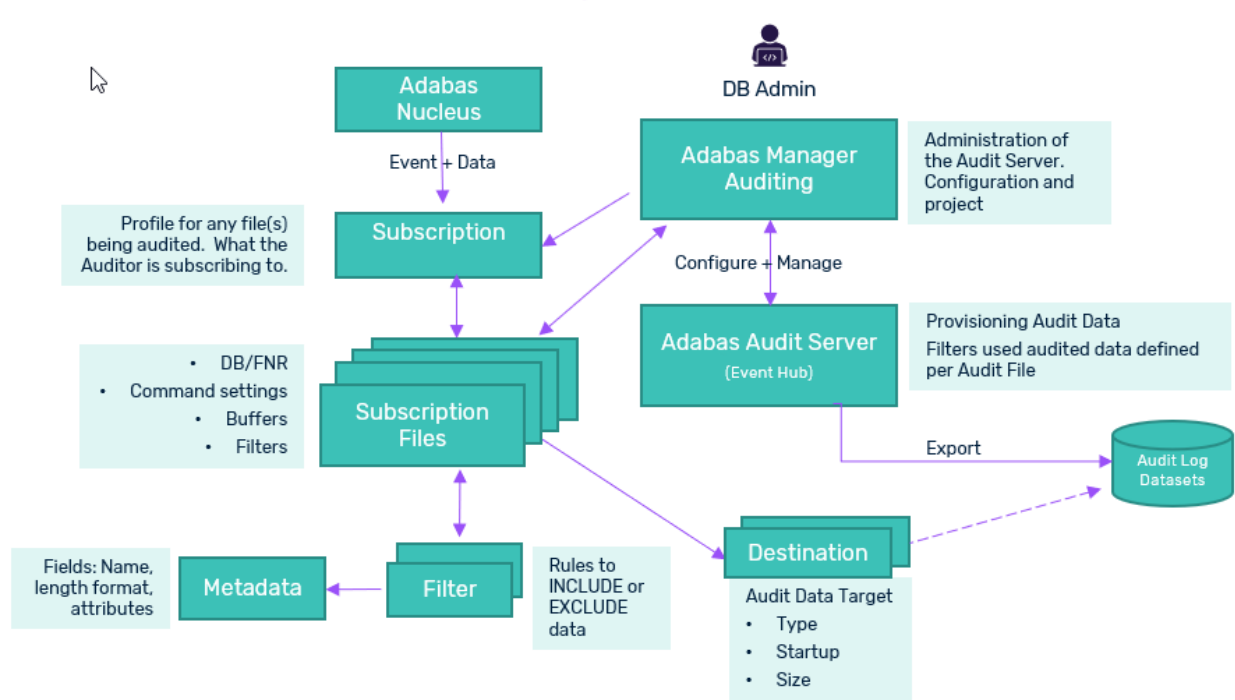 DB Admin
Adabas
Nucleus
Event + Data
Adabas Manager
Auditing
Administration of
the Audit Server.
Configuration and
project
Profile for any file(s)
being audited.  What the
Auditor is subscribing to.
Subscription
Configure + Manage
Adabas Audit Server
(Event Hub)
Provisioning Audit Data
Filters used audited data defined
per Audit File
• DB/FNR
• Command settings
• Buffers
• Filters
Subscription
Files
Export
Audit Log
Datasets
Fields: Name,
length format,
attributes
Metadata
Filter
Rules to
INCLUDE or
EXCLUDE
data
Destination
Audit Data Target
• Type
• Startup
• Size